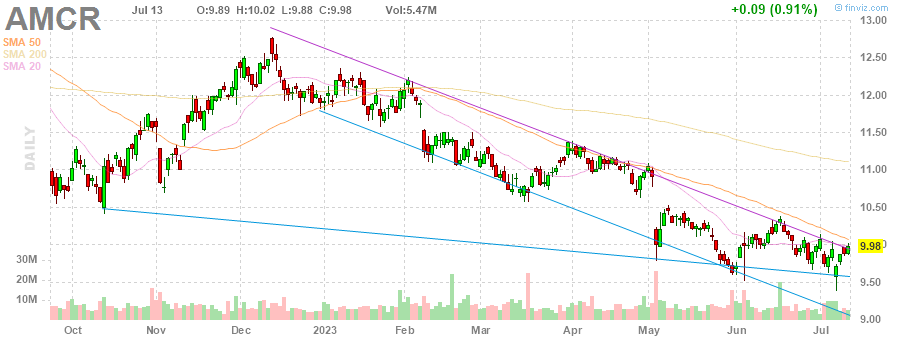 AMCR Jul 13 O:9.89 H:10.02 L:9.88 C:9.98 Vol:5.47M +0.09 (0.91%) © finviz.com
SMA 50
SMA 200
SMA 20
DAILY
13.00
12.50
12.00
11.50
11.00
10.50
9.98
9.50
9.00
30M
20M
10M
Oct Nov Dec 2023 Feb Mar Apr May Jun Jul